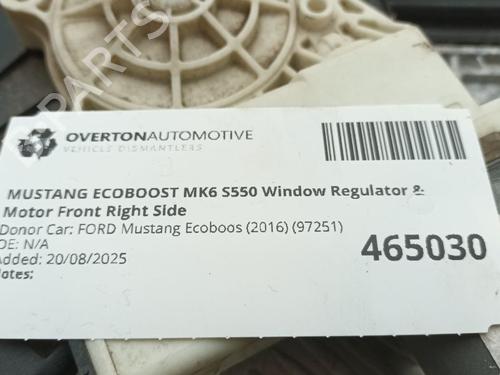 OVERTONAUTOMOTIVE
VEHICLE DISMANTLERS
MUSTANG ECOBOOST MK6 S550 Window Regulator &
Motor Front Right Side
Donor Car: FORD Mustang Ecoboos (2016) (97251)
OE: N/A
Added: 20/08/2025
Notes:
465030